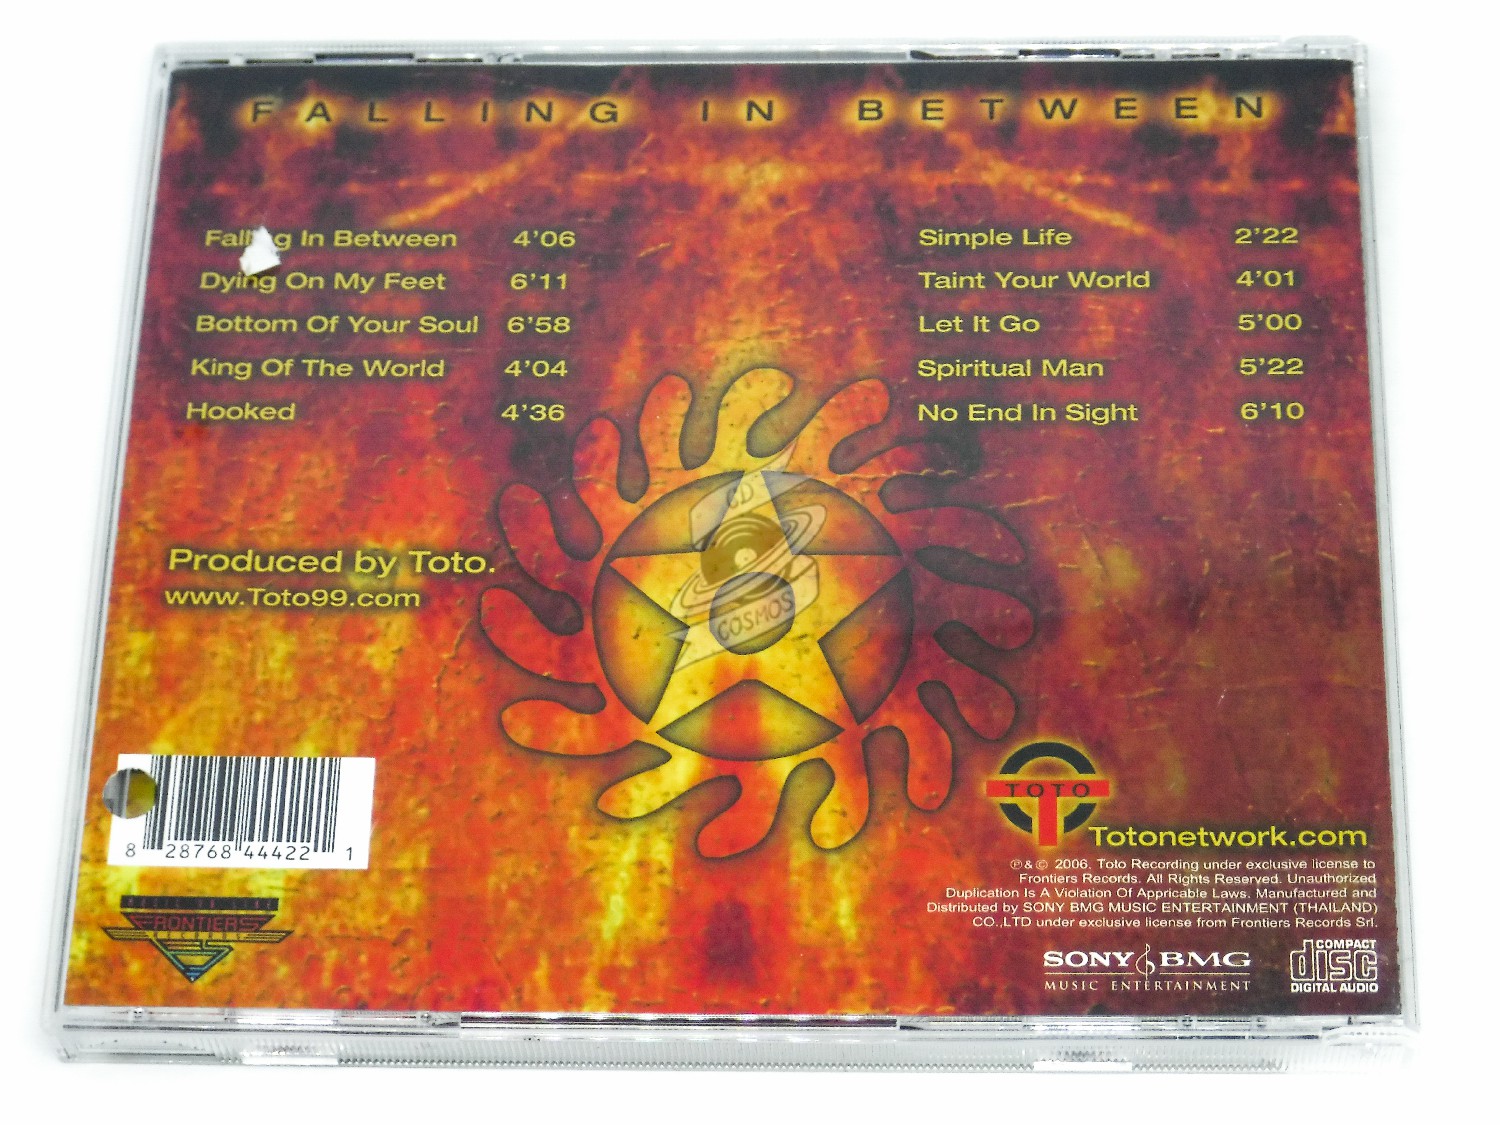 FALLING IN BETWEEN
Falling In Between 4'06
Dying On My Feet 6'11
Bottom Of Your Soul 6'58
King Of The World 4'04
Hooked 4'36
Simple Life 2'22
Taint Your World 4'01
Let It Go 5'00
Spiritual Man 5'22
No End In Sight 6'10
CD
COSMOS
Produced by Toto.
www.Toto99.com
8 28768 44422 1
FRONTIERS
RECORDS
TOTO
Totonetwork.com
℗ & © 2006. Toto Recording under exclusive license to
Frontiers Records. All Rights Reserved. Unauthorized
Duplication Is A Violation Of Appricable Laws. Manufactured and
Distributed by SONY BMG MUSIC ENTERTAINMENT (THAILAND)
CO.,LTD under exclusive license from Frontiers Records Srl.
SONY BMG
MUSIC ENTERTAINMENT
COMPACT
disc
DIGITAL AUDIO